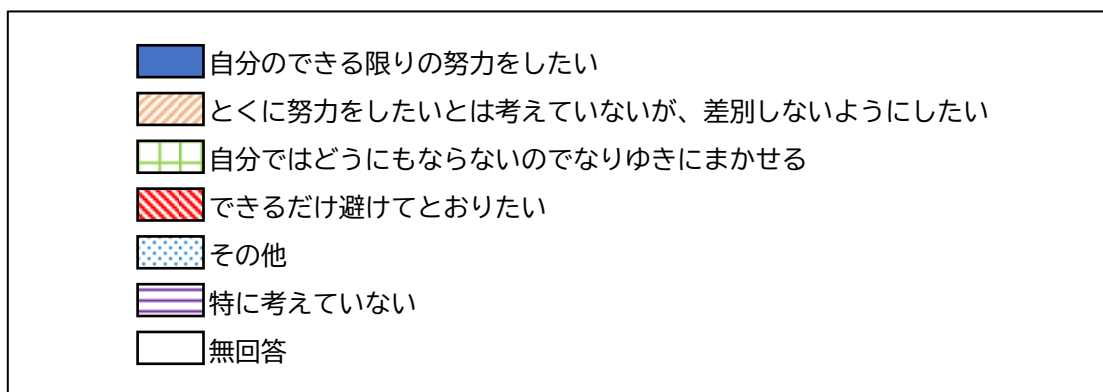 自分のできる限りの努力をしたい
とくに努力をしたいとは考えていないが、差別しないようにしたい
自分ではどうにもならないのでなりゆきにまかせる
できるだけ避けてとおりたい
その他
特に考えていない
無回答